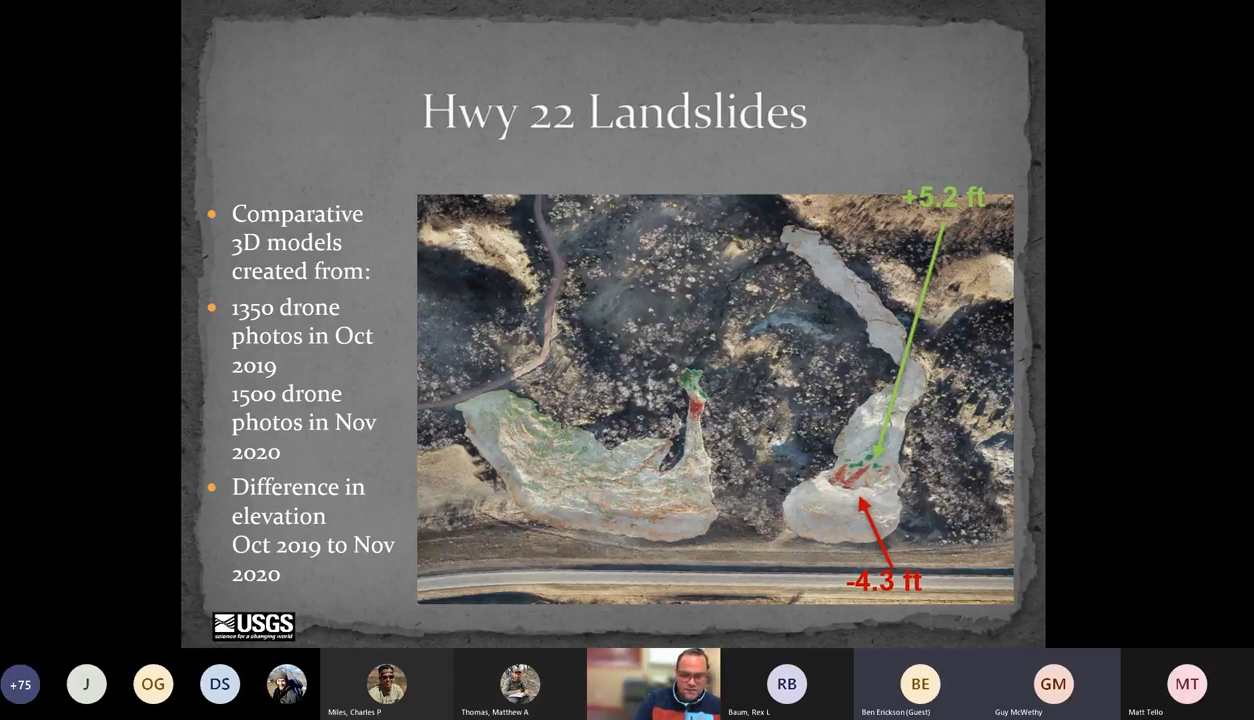 Hwy 22 Landslides
+5.2 ft
Comparative
3D models
created from:
1350 drone
photos in Oct
2019
1500 drone
photos in Nov
2020
Difference in
elevation
Oct 2019 to Nov
2020
-4.3 ft
USGS
science for a changing world
+75
J
OG
DS
RB
BE
GM
MT
Miles, Charles P
Thomas, Matthew A
Baum, Rex L
Ben Erickson (Guest)
Guy McWethy
Matt Tello